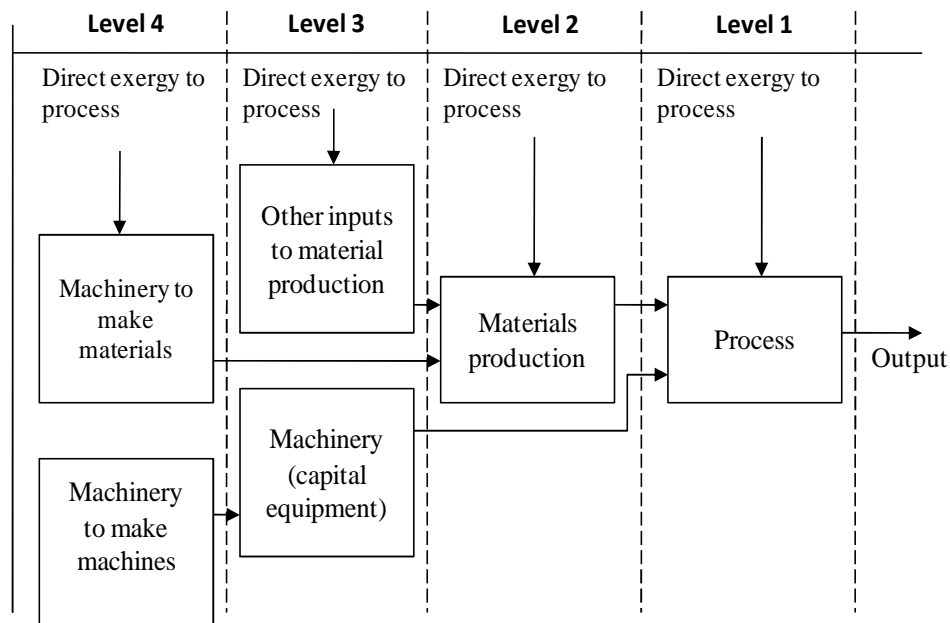 Level 4
Level 3
Level 2
Level 1
Direct exergy to
process
Direct exergy to
process
Direct exergy to
process
Direct exergy to
process
Other inputs
to material
production
Machinery to
make
materials
Materials
production
Process
Output
Machinery
(capital
equipment)
Machinery
to make
machines